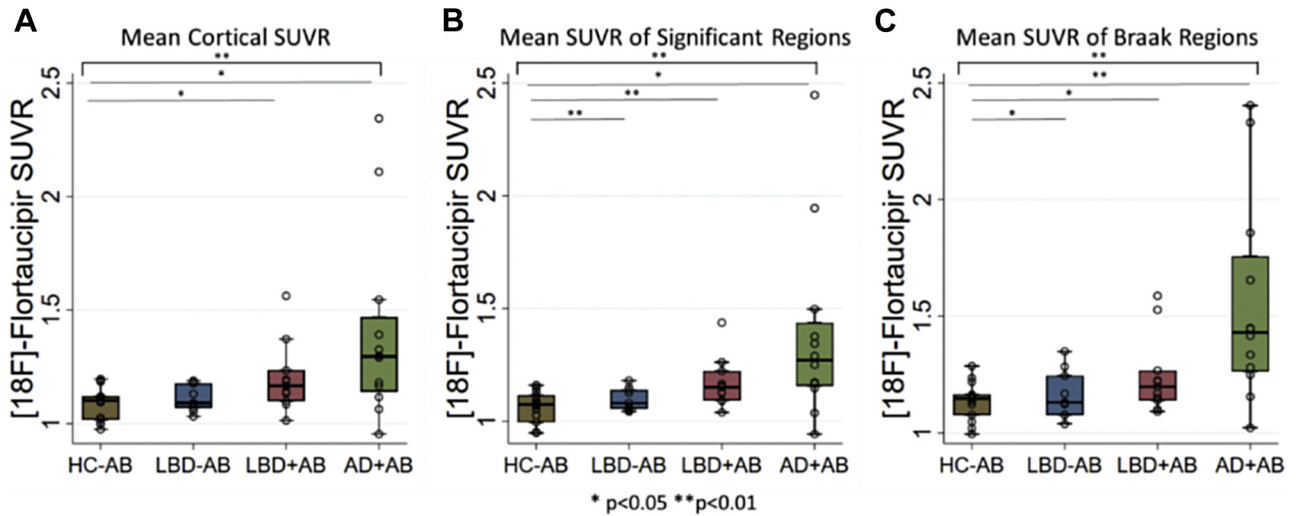 A
Mean Cortical SUVR
**
*
*
[18F]-Flortaucipir SUVR
2.5
2
1.5
1
HC-AB LBD-AB LBD+AB AD+AB
B
Mean SUVR of Significant Regions
**
*
**
**
[18F]-Flortaucipir SUVR
2.5
2
1.5
1
HC-AB LBD-AB LBD+AB AD+AB
C
Mean SUVR of Braak Regions
**
**
*
*
[18F]-Flortaucipir SUVR
2.5
2
1.5
1
HC-AB LBD-AB LBD+AB AD+AB
* p<0.05 **p<0.01